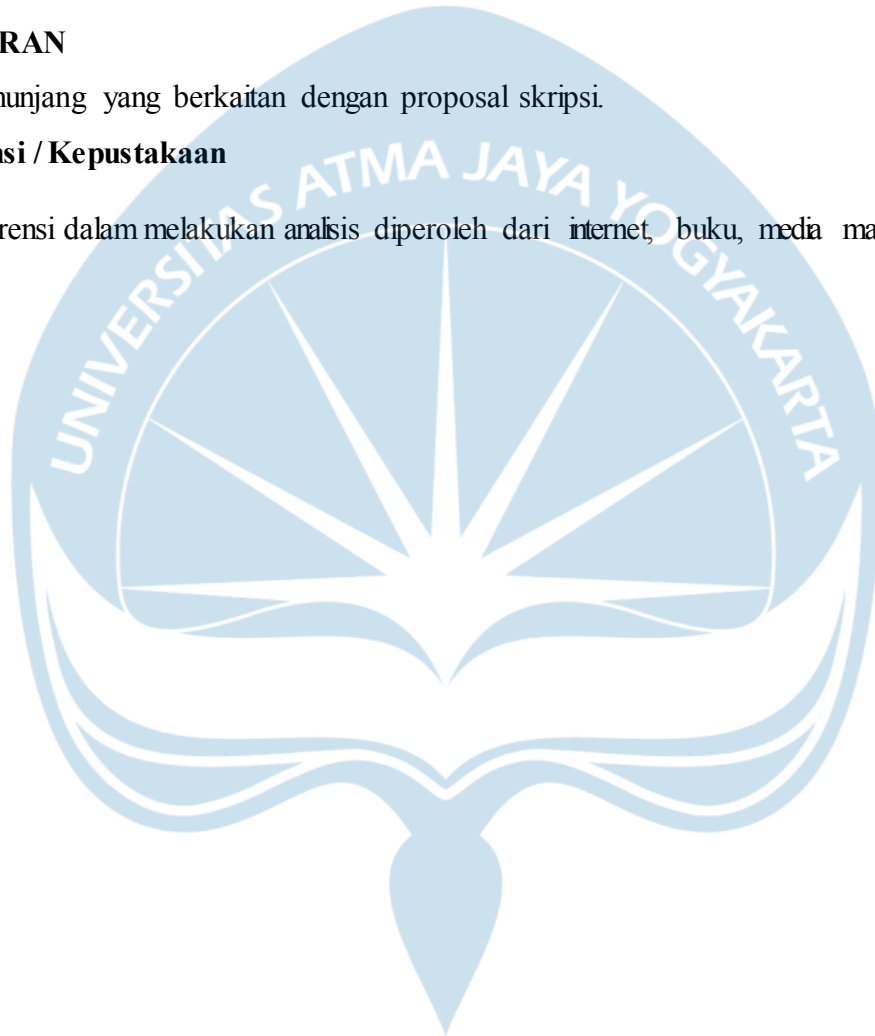 RAN
nunjang yang berkaitan dengan proposal skripsi.
nsi / Kepustakaan
UNIVERSITAS ATMA JAYA YOGYAKARTA
rensi dalam melakukan analisis diperoleh dari internet, buku, media ma